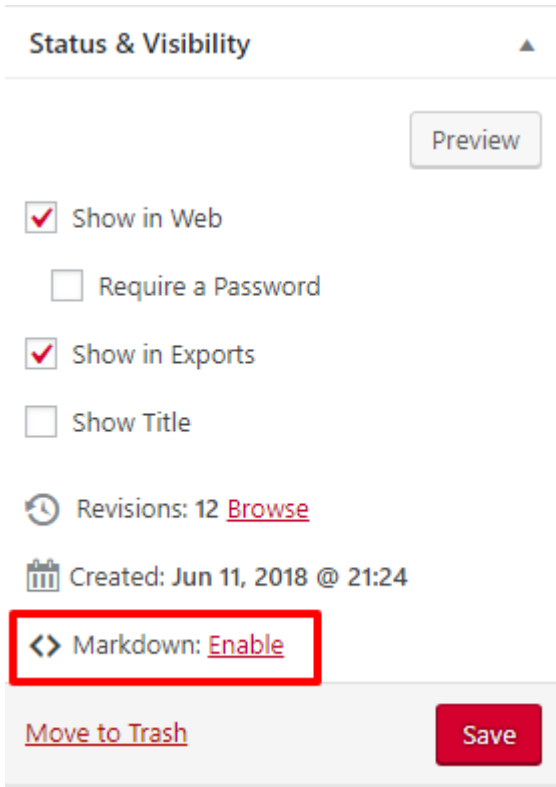 Status & Visibility
Preview
Show in Web
Require a Password
Show in Exports
Show Title
Revisions: 12 Browse
Created: Jun 11, 2018 @ 21:24
Markdown: Enable
Move to Trash
Save